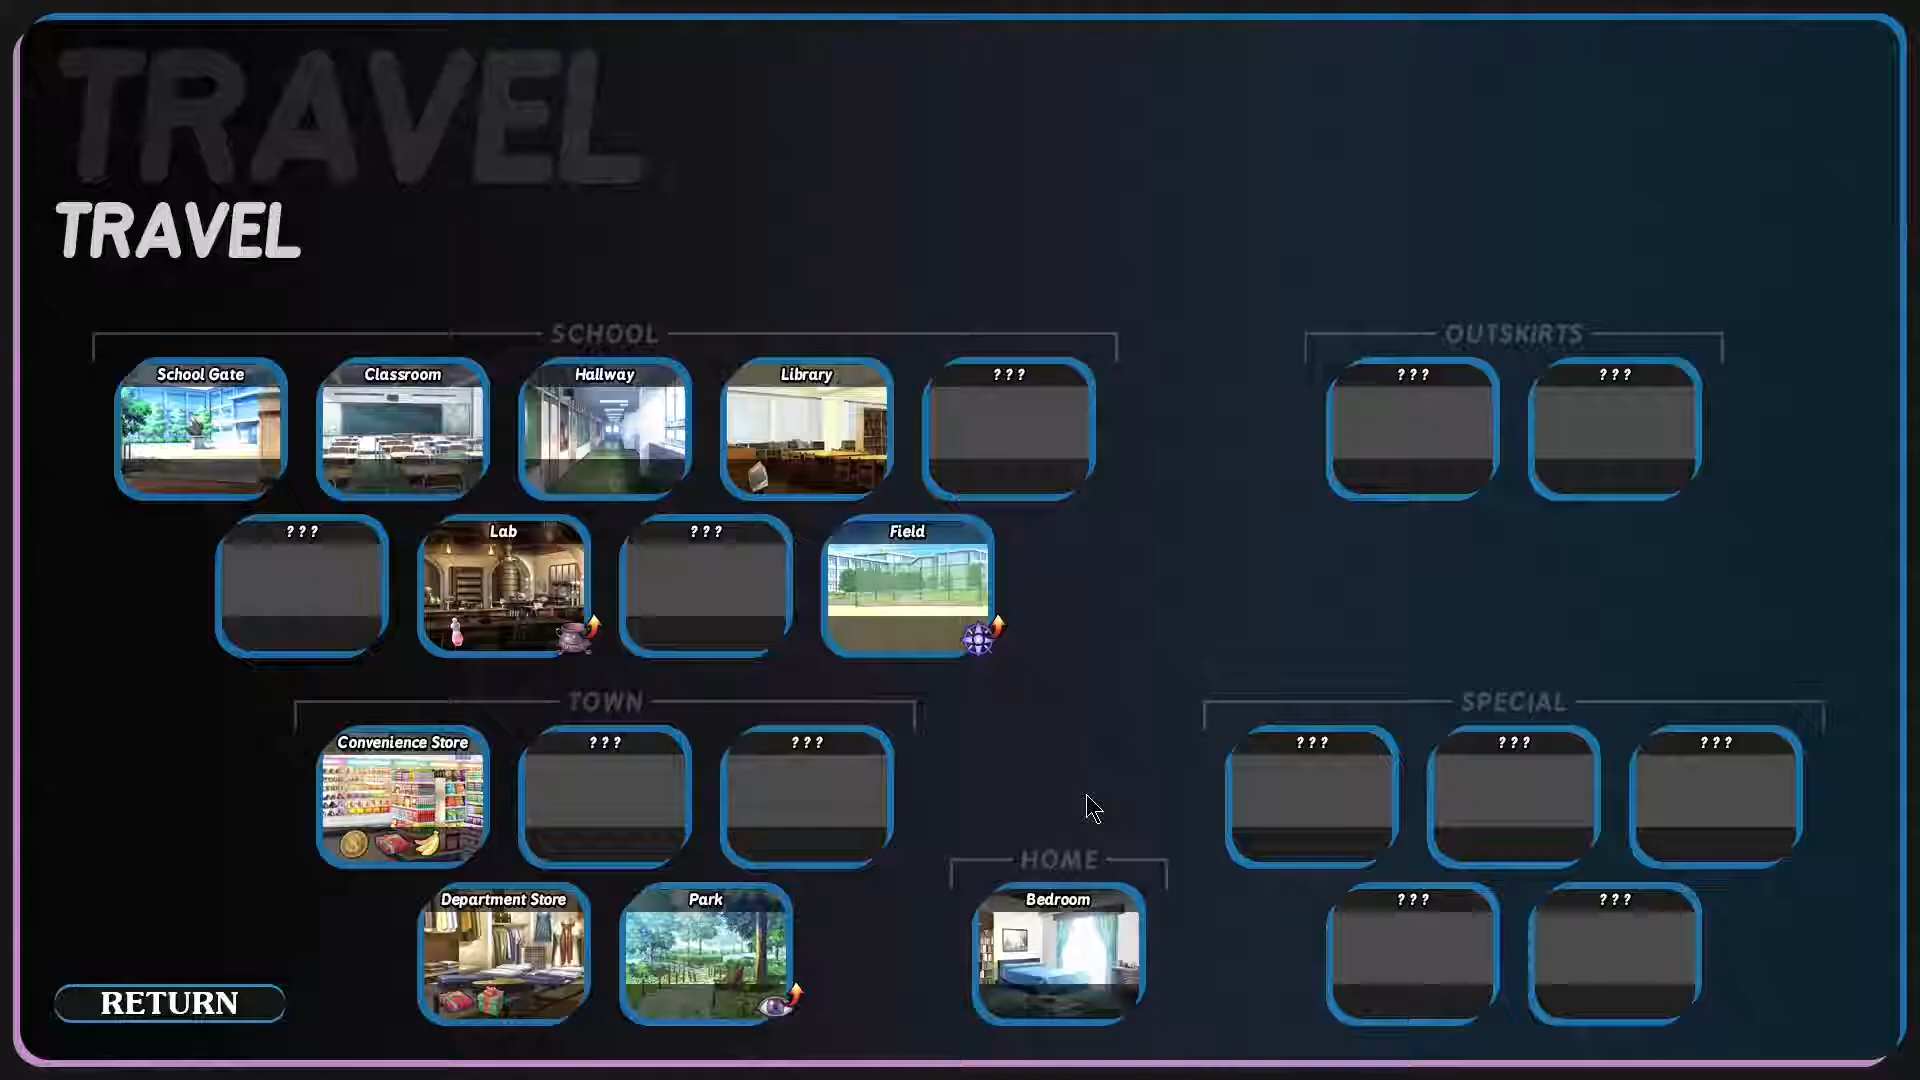 TRAVEL
TRAVEL
SCHOOL
OUTSKIRTS
School Gate
Classroom
Hallway
Library
? ? ?
? ? ?
? ? ?
? ? ?
Lab
? ? ?
Field
TOWN
SPECIAL
Convenience Store
? ? ?
? ? ?
? ? ?
? ? ?
? ? ?
HOME
Department Store
Park
Bedroom
? ? ?
? ? ?
RETURN